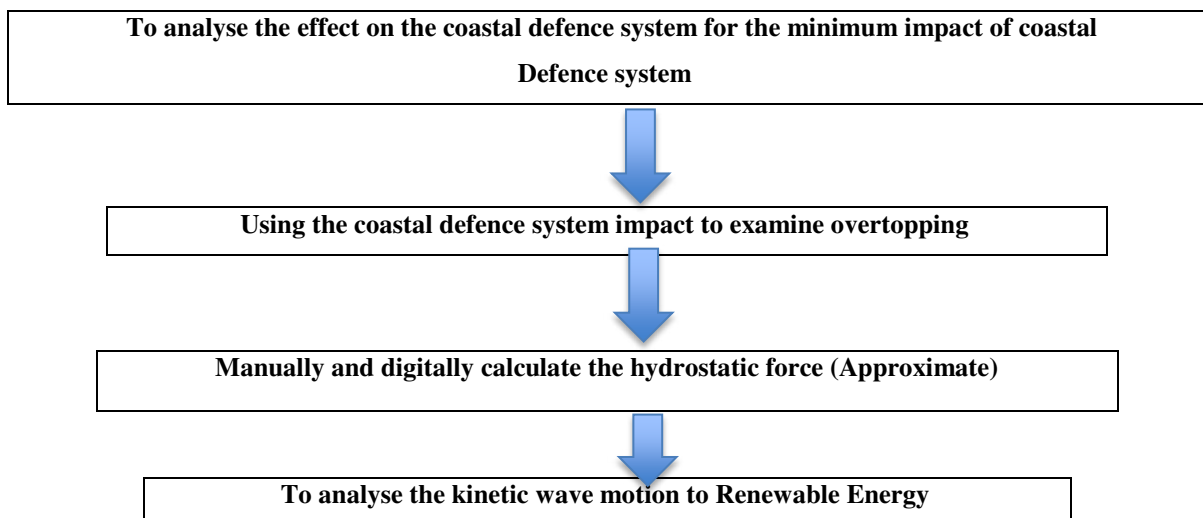 To analyse the effect on the coastal defence system for the minimum impact of coastal
Defence system
Using the coastal defence system impact to examine overtopping
Manually and digitally calculate the hydrostatic force (Approximate)
To analyse the kinetic wave motion to Renewable Energy